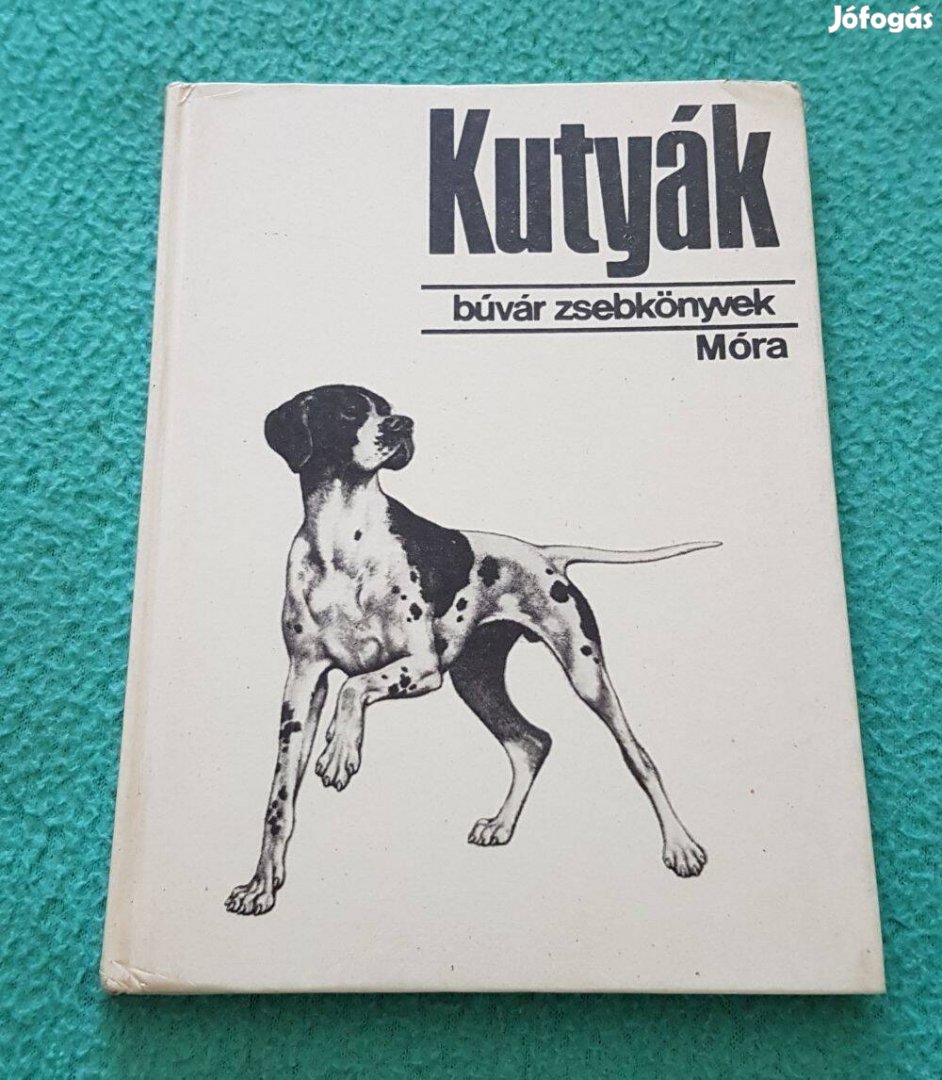 Jófogás
Kutyák
búvár zsebkönyvek
Móra